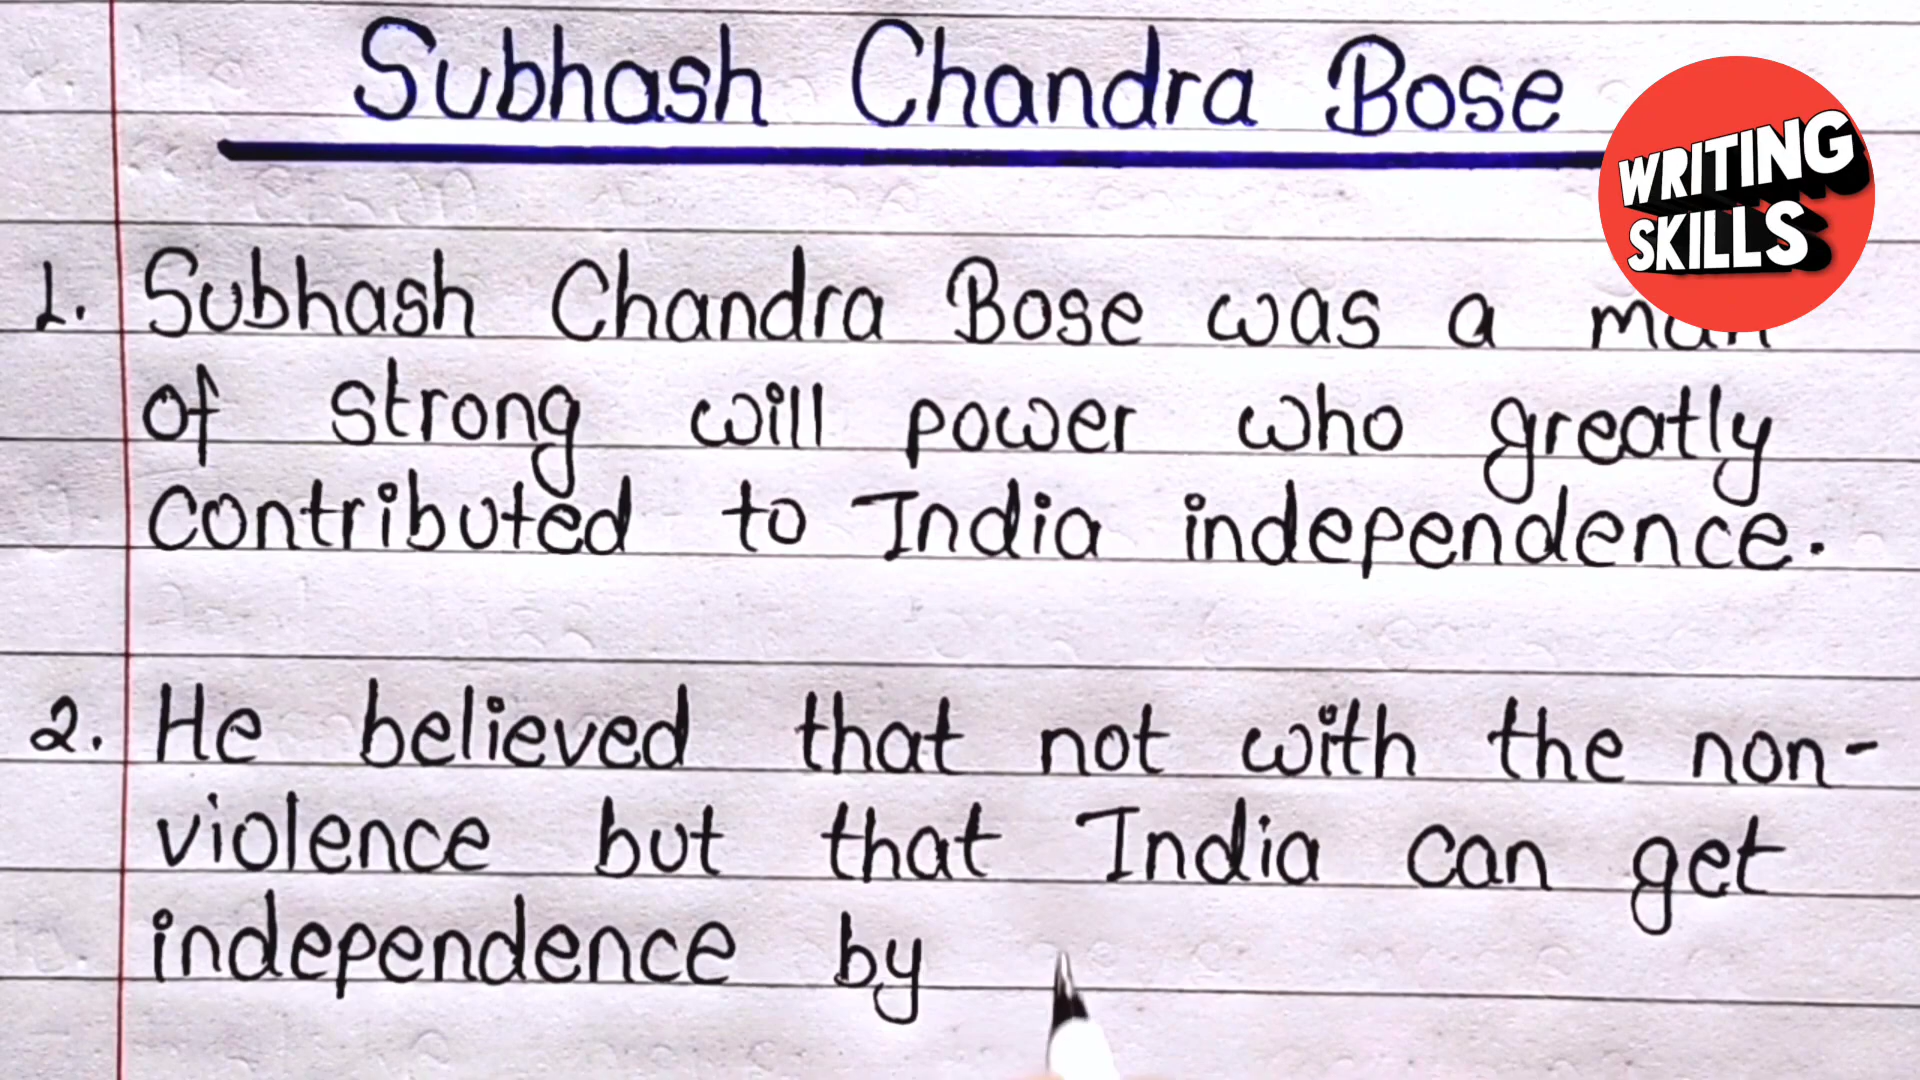 Subhash Chandra Bose
WRITING
SKILLS
1. Subhash Chandra Bose was a man
of strong will power who greatly
contributed to India independence.
2. He believed that not with the non-
violence but that India can get
independence by